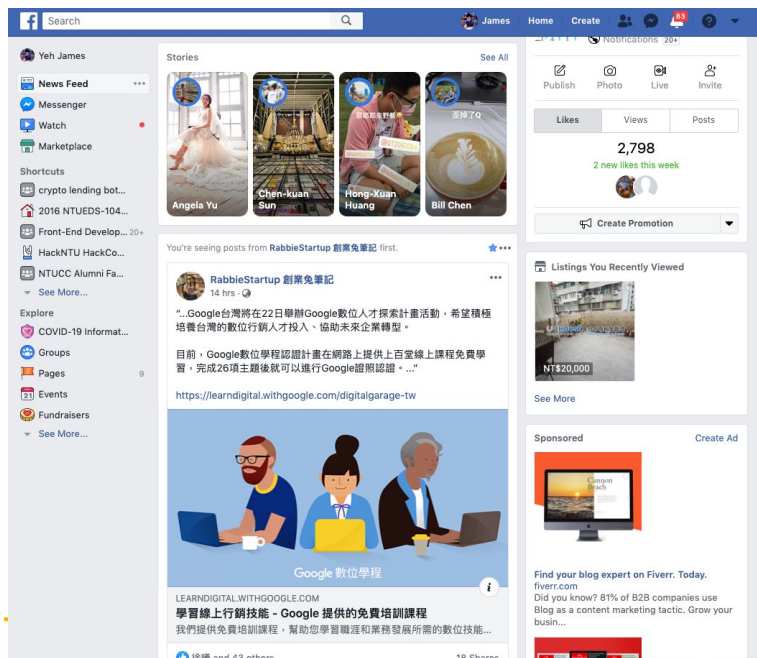 Search
James
Home
Create
83
Yeh James
News Feed
Messenger
Watch
Marketplace
Shortcuts
crypto lending bot...
2016 NTUEDS-104...
Front-End Develop... 20+
HackNTU HackCo...
NTUCC Alumni Fa...
See More...
Explore
COVID-19 Informat...
Groups
Pages 9
Events
Fundraisers
See More...
Stories
See All
Angela Yu
Chen-kuan
Sun
耶耶耶來野餐
Hong-Xuan
Huang
歪掉了Q
Bill Chen
You're seeing posts from RabbieStartup 創業兔筆記 first.
RabbieStartup 創業兔筆記
14 hrs ·
“...Google台灣將在22日舉辦Google數位人才探索計畫活動，希望積極
培養台灣的數位行銷人才投入、協助未來企業轉型。
目前，Google數位學程認證計畫在網路上提供上百堂線上課程免費學
習，完成26項主題後就可以進行Google證照認證。...”
https://learndigital.withgoogle.com/digitalgarage-tw
Google 數位學程
LEARNDIGITAL.WITHGOOGLE.COM
學習線上行銷技能 - Google 提供的免費培訓課程
我們提供免費培訓課程，幫助您學習職涯和業務發展所需的數位技能...
and 43 others
18 Shares
Notifications 20+
Publish
Photo
Live
Invite
Likes
Views
Posts
2,798
2 new likes this week
Create Promotion
Listings You Recently Viewed
NT$20,000
See More
Sponsored
Create Ad
Cannon
Beach
Find your blog expert on Fiverr. Today.
fiverr.com
Did you know? 81% of B2B companies use
Blog as a content marketing tactic. Grow your
busin...